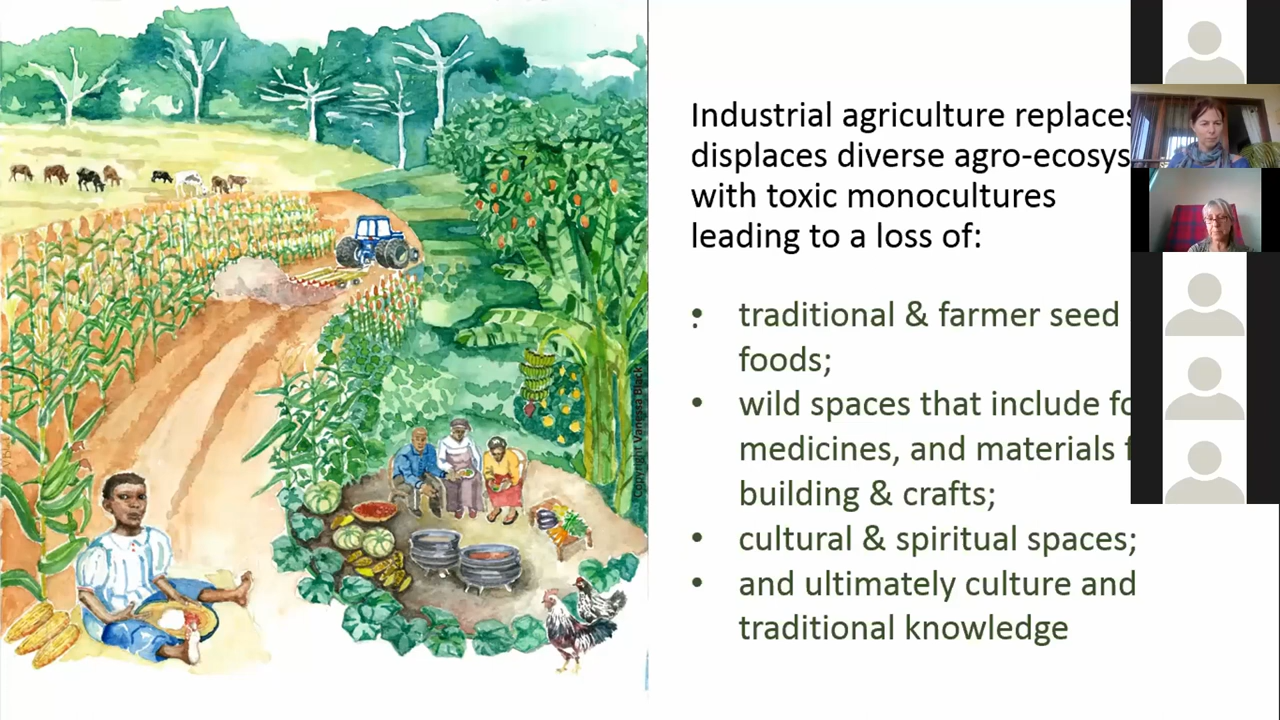 Industrial agriculture replaces
displaces diverse agro-ecosys
with toxic monocultures
leading to a loss of:
• traditional & farmer seed
foods;
• wild spaces that include fo
medicines, and materials f
building & crafts;
• cultural & spiritual spaces;
• and ultimately culture and
traditional knowledge
Copyright Vanessa Black